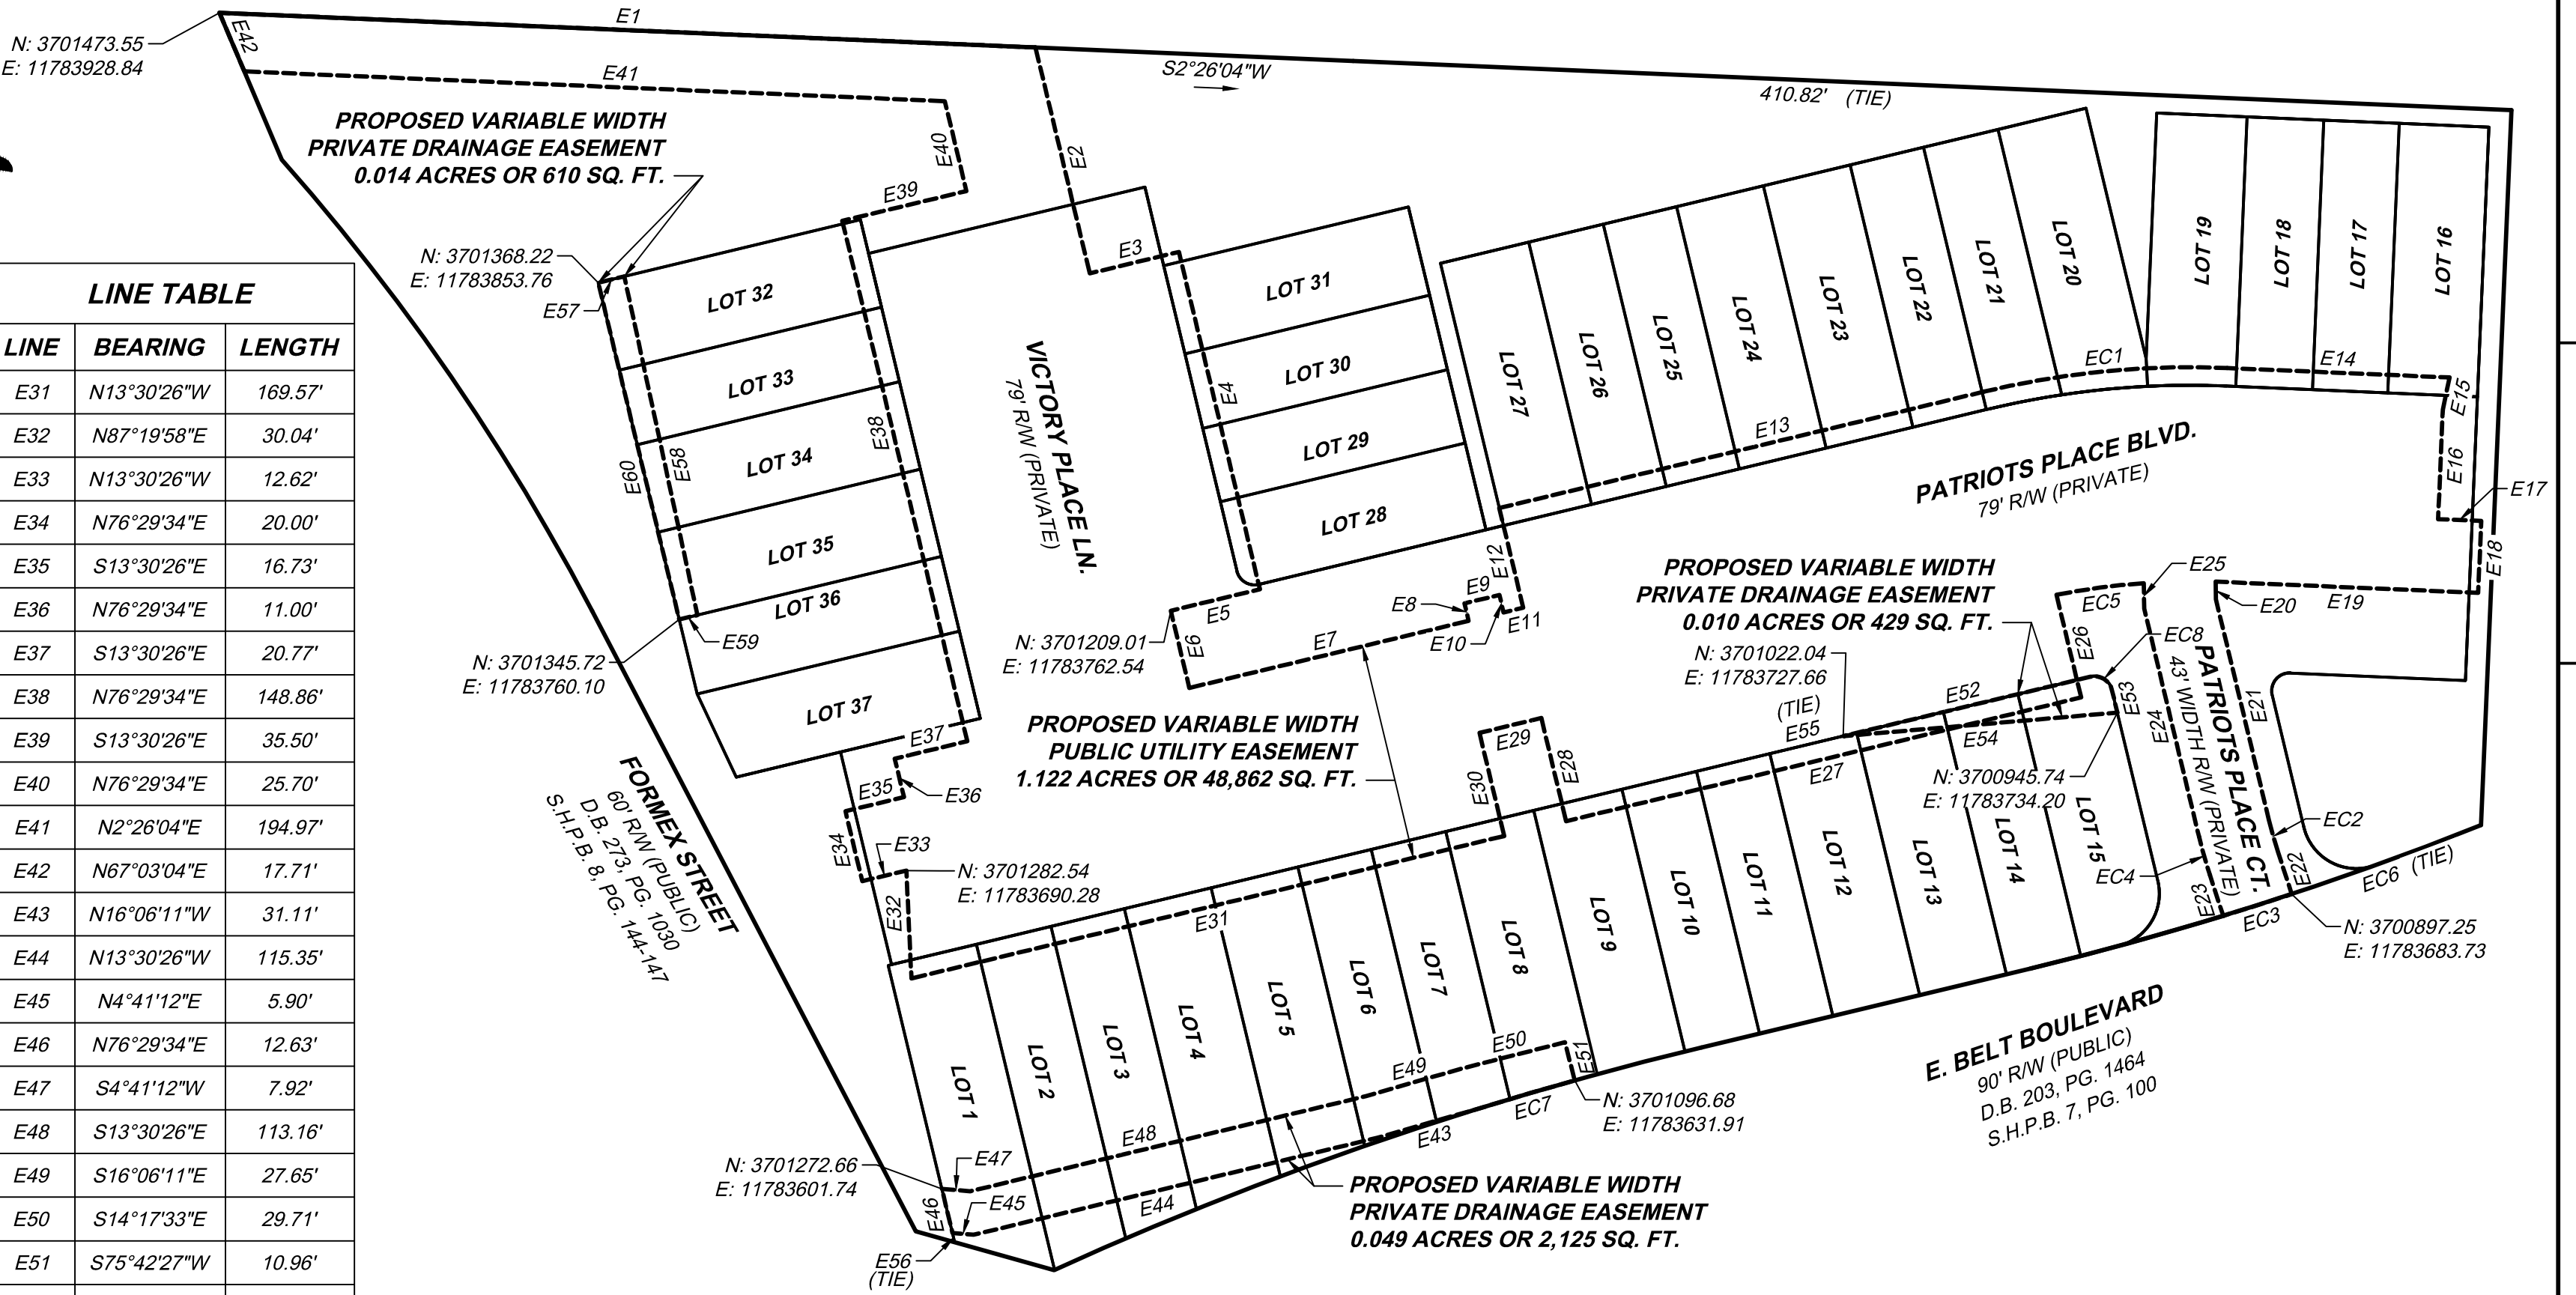 N: 3701473.55
E: 11783928.84
E42
E1
E41
S2°26'04"W
410.82' (TIE)
PROPOSED VARIABLE WIDTH
PRIVATE DRAINAGE EASEMENT
0.014 ACRES OR 610 SQ. FT.
E40
E2
E39
E3
N: 3701368.22
E: 11783853.76
E57
LOT 32
LOT 33
LOT 34
LOT 35
LOT 36
LOT 37
E60
E58
E38
E59
N: 3701345.72
E: 11783760.10
VICTORY PLACE LN.
79' R/W (PRIVATE)
LOT 31
LOT 30
LOT 29
LOT 28
E4
LOT 27
LOT 26
LOT 25
LOT 24
LOT 23
LOT 22
LOT 21
LOT 20
LOT 19
LOT 18
LOT 17
LOT 16
EC1
E14
E15
E13
E16
E17
E18
PATRIOTS PLACE BLVD.
79' R/W (PRIVATE)
E12
E9
E8
E5
E6
E7
E10
E11
N: 3701209.01
E: 11783762.54
PROPOSED VARIABLE WIDTH
PRIVATE DRAINAGE EASEMENT
0.010 ACRES OR 429 SQ. FT.
N: 3701022.04
E: 11783727.66
(TIE)
E55
E25
EC5
E20
E19
E26
EC8
E52
E53
E54
E27
E24
PATRIOTS PLACE CT.
43' WIDTH R/W (PRIVATE)
E21
N: 3700945.74
E: 11783734.20
PROPOSED VARIABLE WIDTH
PUBLIC UTILITY EASEMENT
1.122 ACRES OR 48,862 SQ. FT.
E29
E28
E30
E37
E35
E36
E34
E33
N: 3701282.54
E: 11783690.28
E32
E31
EC2
EC4
E22
E23
EC3
EC6 (TIE)
N: 3700897.25
E: 11783683.73
FORMEX STREET
60' R/W (PUBLIC)
D.B. 273, PG. 1030
S.H.P.B. 8, PG. 144-147
LOT 1
LOT 2
LOT 3
LOT 4
LOT 5
LOT 6
LOT 7
LOT 8
LOT 9
LOT 10
LOT 11
LOT 12
LOT 13
LOT 14
LOT 15
E. BELT BOULEVARD
90' R/W (PUBLIC)
D.B. 203, PG. 1464
S.H.P.B. 7, PG. 100
E50
E51
E49
EC7
E43
E48
E47
E45
E44
E46
E56
(TIE)
N: 3701096.68
E: 11783631.91
N: 3701272.66
E: 11783601.74
PROPOSED VARIABLE WIDTH
PRIVATE DRAINAGE EASEMENT
0.049 ACRES OR 2,125 SQ. FT.
LINE TABLE
LINE BEARING LENGTH
E31 N13°30'26"W 169.57'
E32 N87°19'58"E 30.04'
E33 N13°30'26"W 12.62'
E34 N76°29'34"E 20.00'
E35 S13°30'26"E 16.73'
E36 N76°29'34"E 11.00'
E37 S13°30'26"E 20.77'
E38 N76°29'34"E 148.86'
E39 S13°30'26"E 35.50'
E40 N76°29'34"E 25.70'
E41 N2°26'04"E 194.97'
E42 N67°03'04"E 17.71'
E43 N16°06'11"W 31.11'
E44 N13°30'26"W 115.35'
E45 N4°41'12"E 5.90'
E46 N76°29'34"E 12.63'
E47 S4°41'12"W 7.92'
E48 S13°30'26"E 113.16'
E49 S16°06'11"E 27.65'
E50 S14°17'33"E 29.71'
E51 S75°42'27"W 10.96'